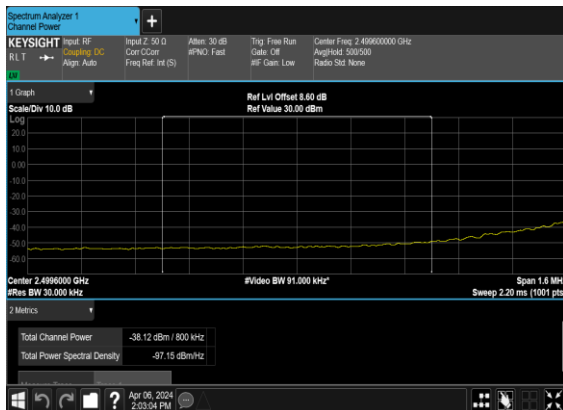 Spectrum Analyzer 1
Channel Power
KEYSIGHT
Input: RF
Coupling: DC
Align: Auto
Input Z: 50 Ω
Corr CCorr
Freq Ref: Int (S)
Atten: 30 dB
#PNO: Fast
Trig: Free Run
Gate: Off
#IF Gain: Low
Center Freq: 2.499600000 GHz
Avg|Hold: 500/500
Radio Std: None
R L T
1 Graph
Scale/Div 10.0 dB
Ref Lvl Offset 8.60 dB
Ref Value 30.00 dBm
Log
20.0
10.0
0.00
-10.0
-20.0
-30.0
-40.0
-50.0
-60.0
Center 2.4996000 GHz
#Video BW 91.000 kHz*
Span 1.6 MH
#Res BW 30.000 kHz
Sweep 2.20 ms (1001 pts
2 Metrics
Total Channel Power -38.12 dBm / 800 kHz
Total Power Spectral Density -97.15 dBm/Hz
Apr 06, 2024
2:03:04 PM